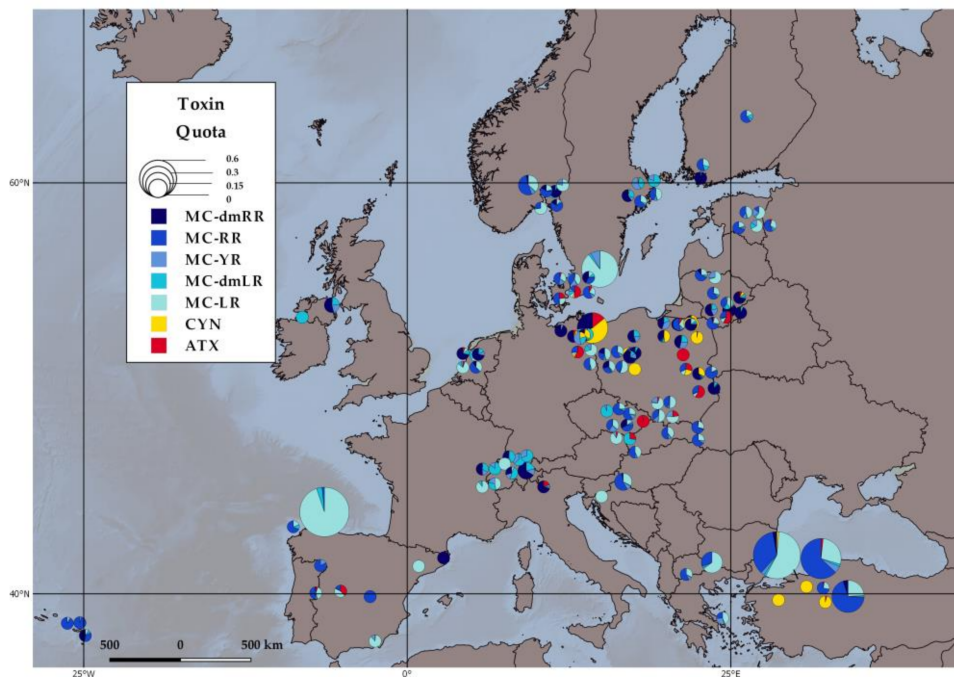 Toxin
Quota
0.6
0.3
0.15
0
MC-dmRR
MC-RR
MC-YR
MC-dmLR
MC-LR
CYN
ATX
60°N
40°N
500 0 500 km
25°W 0° 25°E